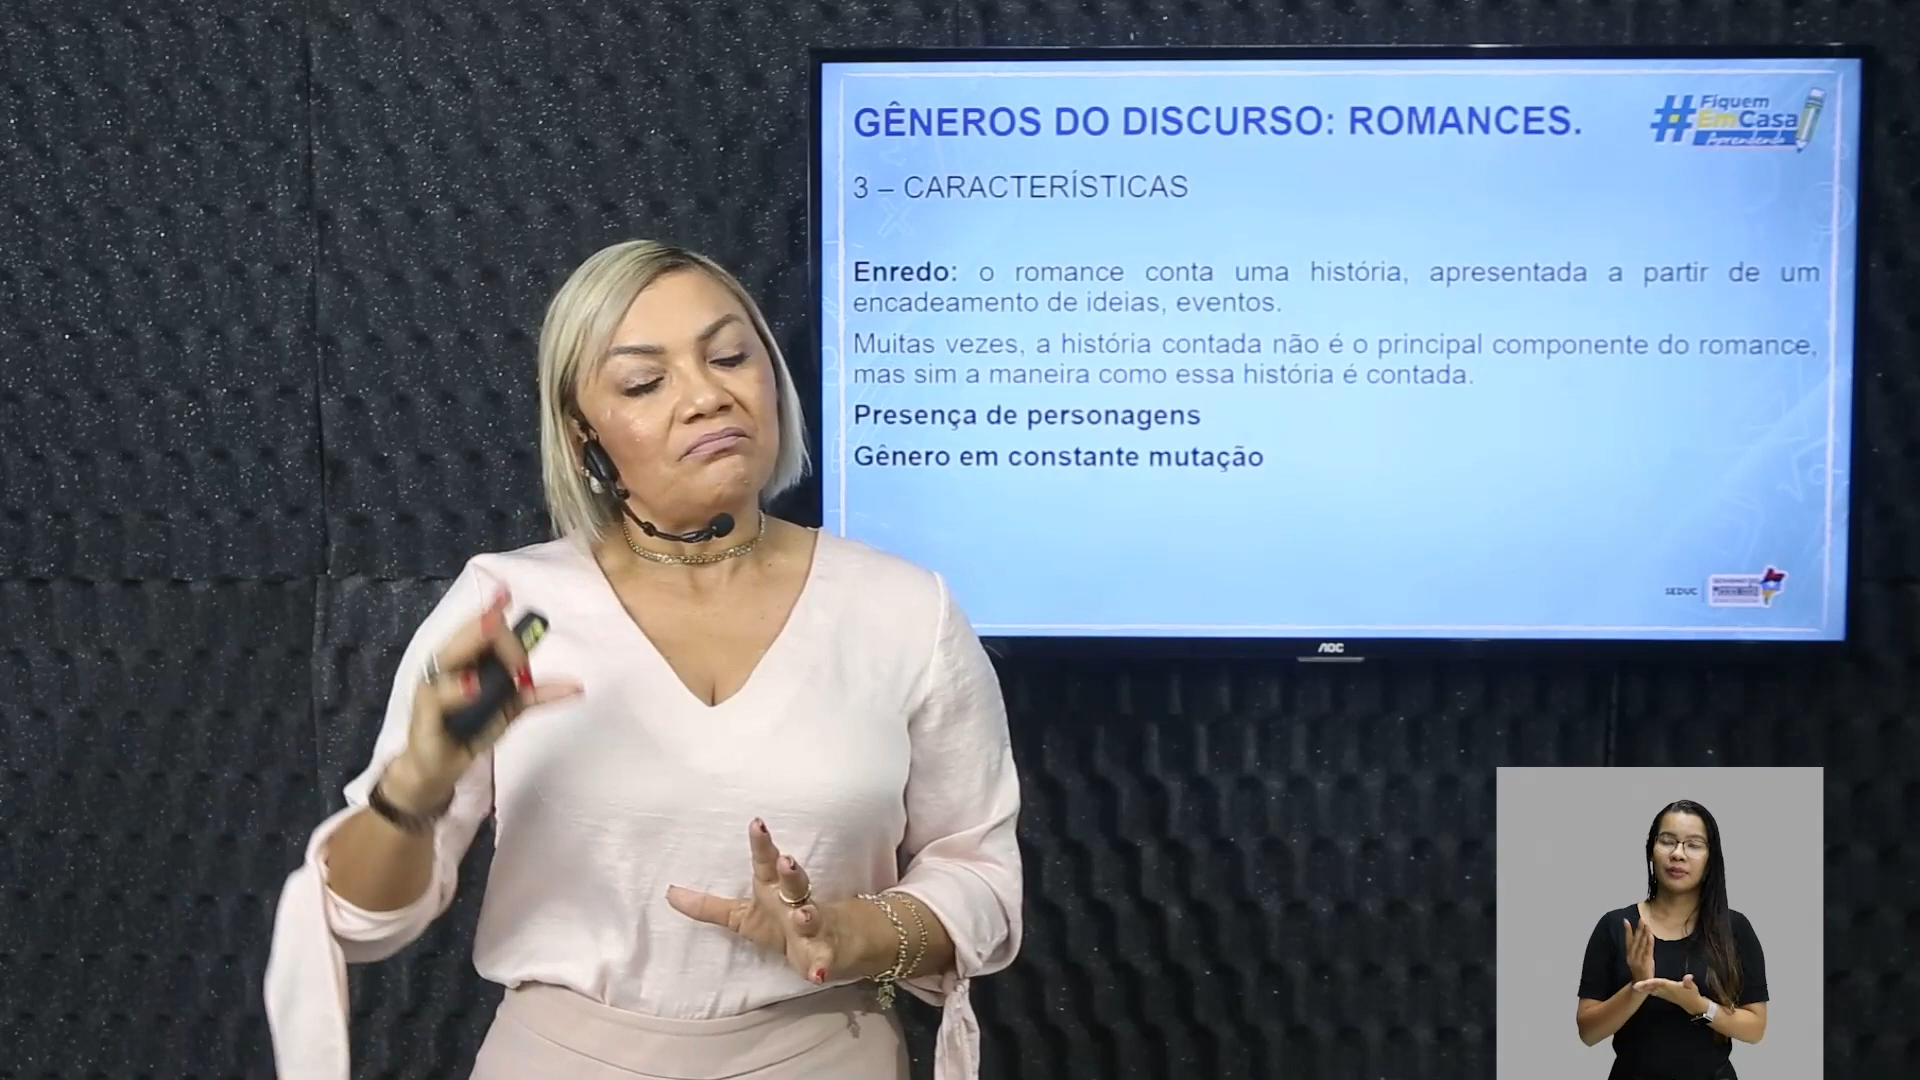 GÊNEROS DO DISCURSO: ROMANCES.
#Fiquem
EmCasa
Aprendendo
3 – CARACTERÍSTICAS
Enredo: o romance conta uma história, apresentada a partir de um
encadeamento de ideias, eventos.
Muitas vezes, a história contada não é o principal componente do romance,
mas sim a maneira como essa história é contada.
Presença de personagens
Gênero em constante mutação
SEDUC
AOC